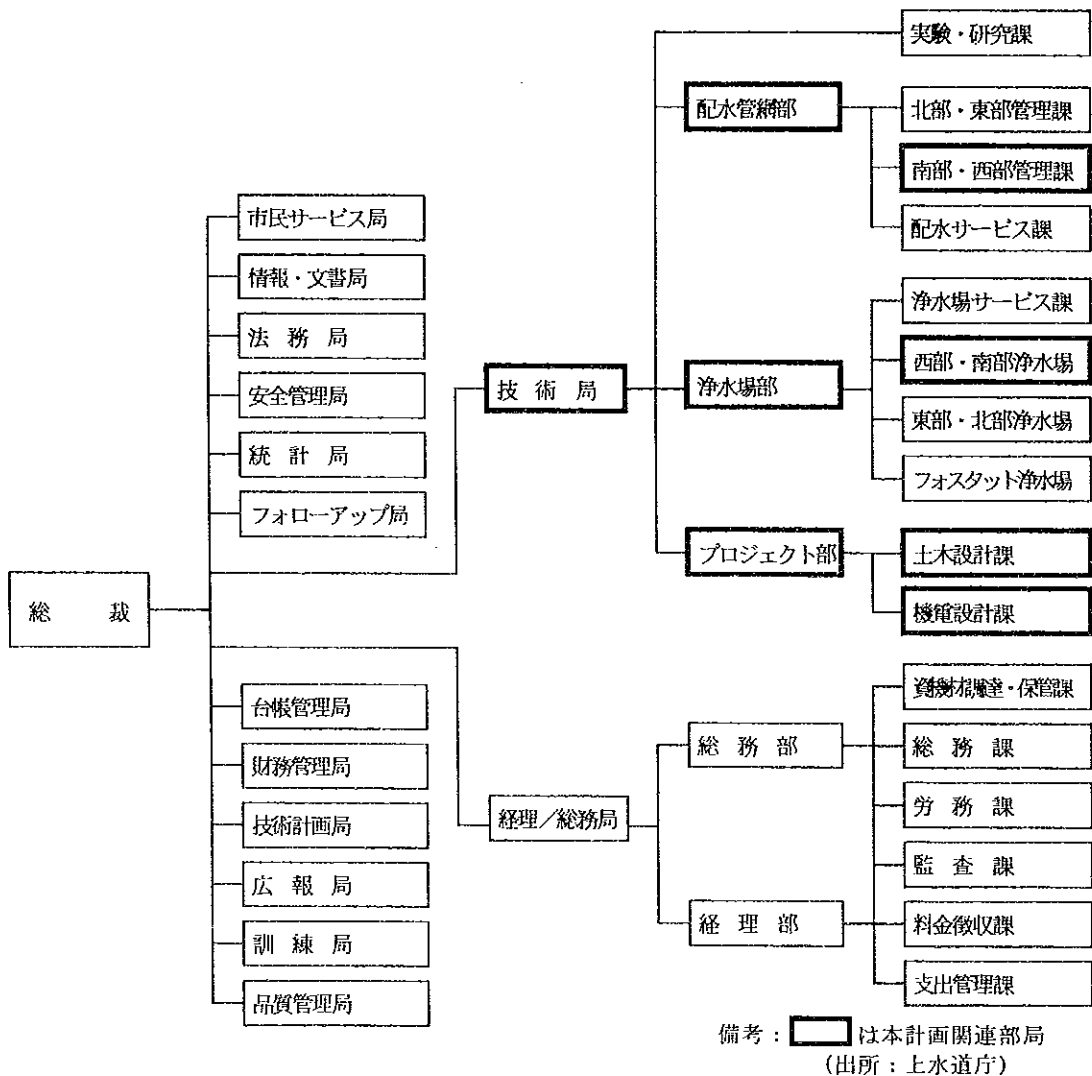 実験・研究課
配水管網部
北部・東部管理課
南部・西部管理課
配水サービス課
市民サービス局
情報・文書局
法務局
安全管理局
統計局
フォローアップ局
浄水場サービス課
西部・南部浄水場
技術局
浄水場部
東部・北部浄水場
フォスタット浄水場
プロジェクト部
土木設計課
機電設計課
総裁
台帳管理局
財務管理局
技術計画局
広報局
訓練局
品質管理局
経理／総務局
総務部
経理部
資機材調達・保管課
総務課
労務課
監査課
料金徴収課
支出管理課
備考：
は本計画関連部局
(出所：上水道庁)